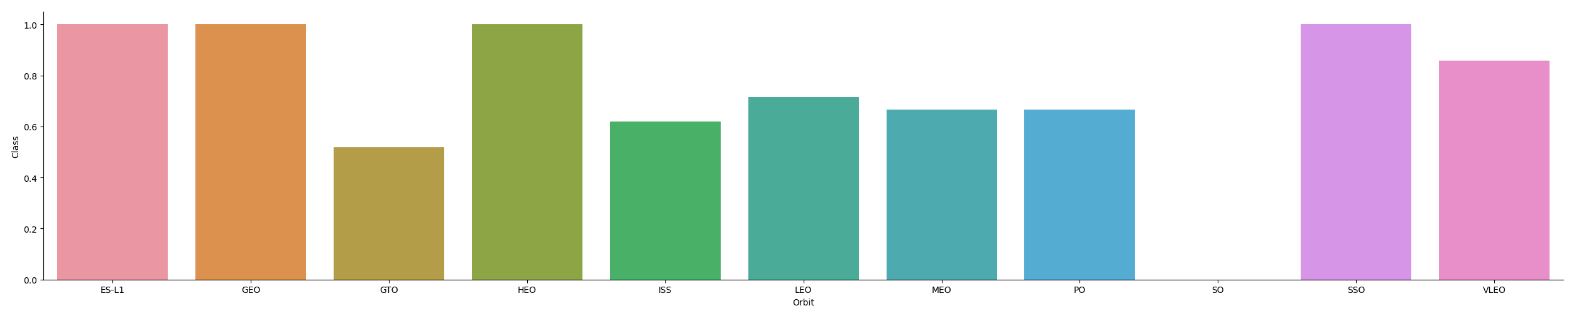 1.0
0.8
0.6
0.4
0.2
0.0
Class
ES-L1 GEO GTO HEO ISS LEO MEO PO SO SSO VLEO
Orbit